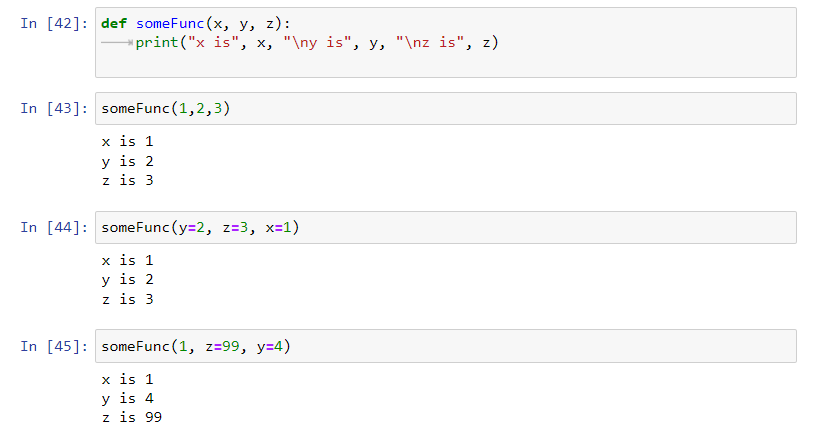 In [42]: def someFunc(x, y, z):
print("x is", x, "\ny is", y, "\nz is", z)
In [43]: someFunc(1,2,3)
x is 1
y is 2
z is 3
In [44]: someFunc(y=2, z=3, x=1)
x is 1
y is 2
z is 3
In [45]: someFunc(1, z=99, y=4)
x is 1
y is 4
z is 99